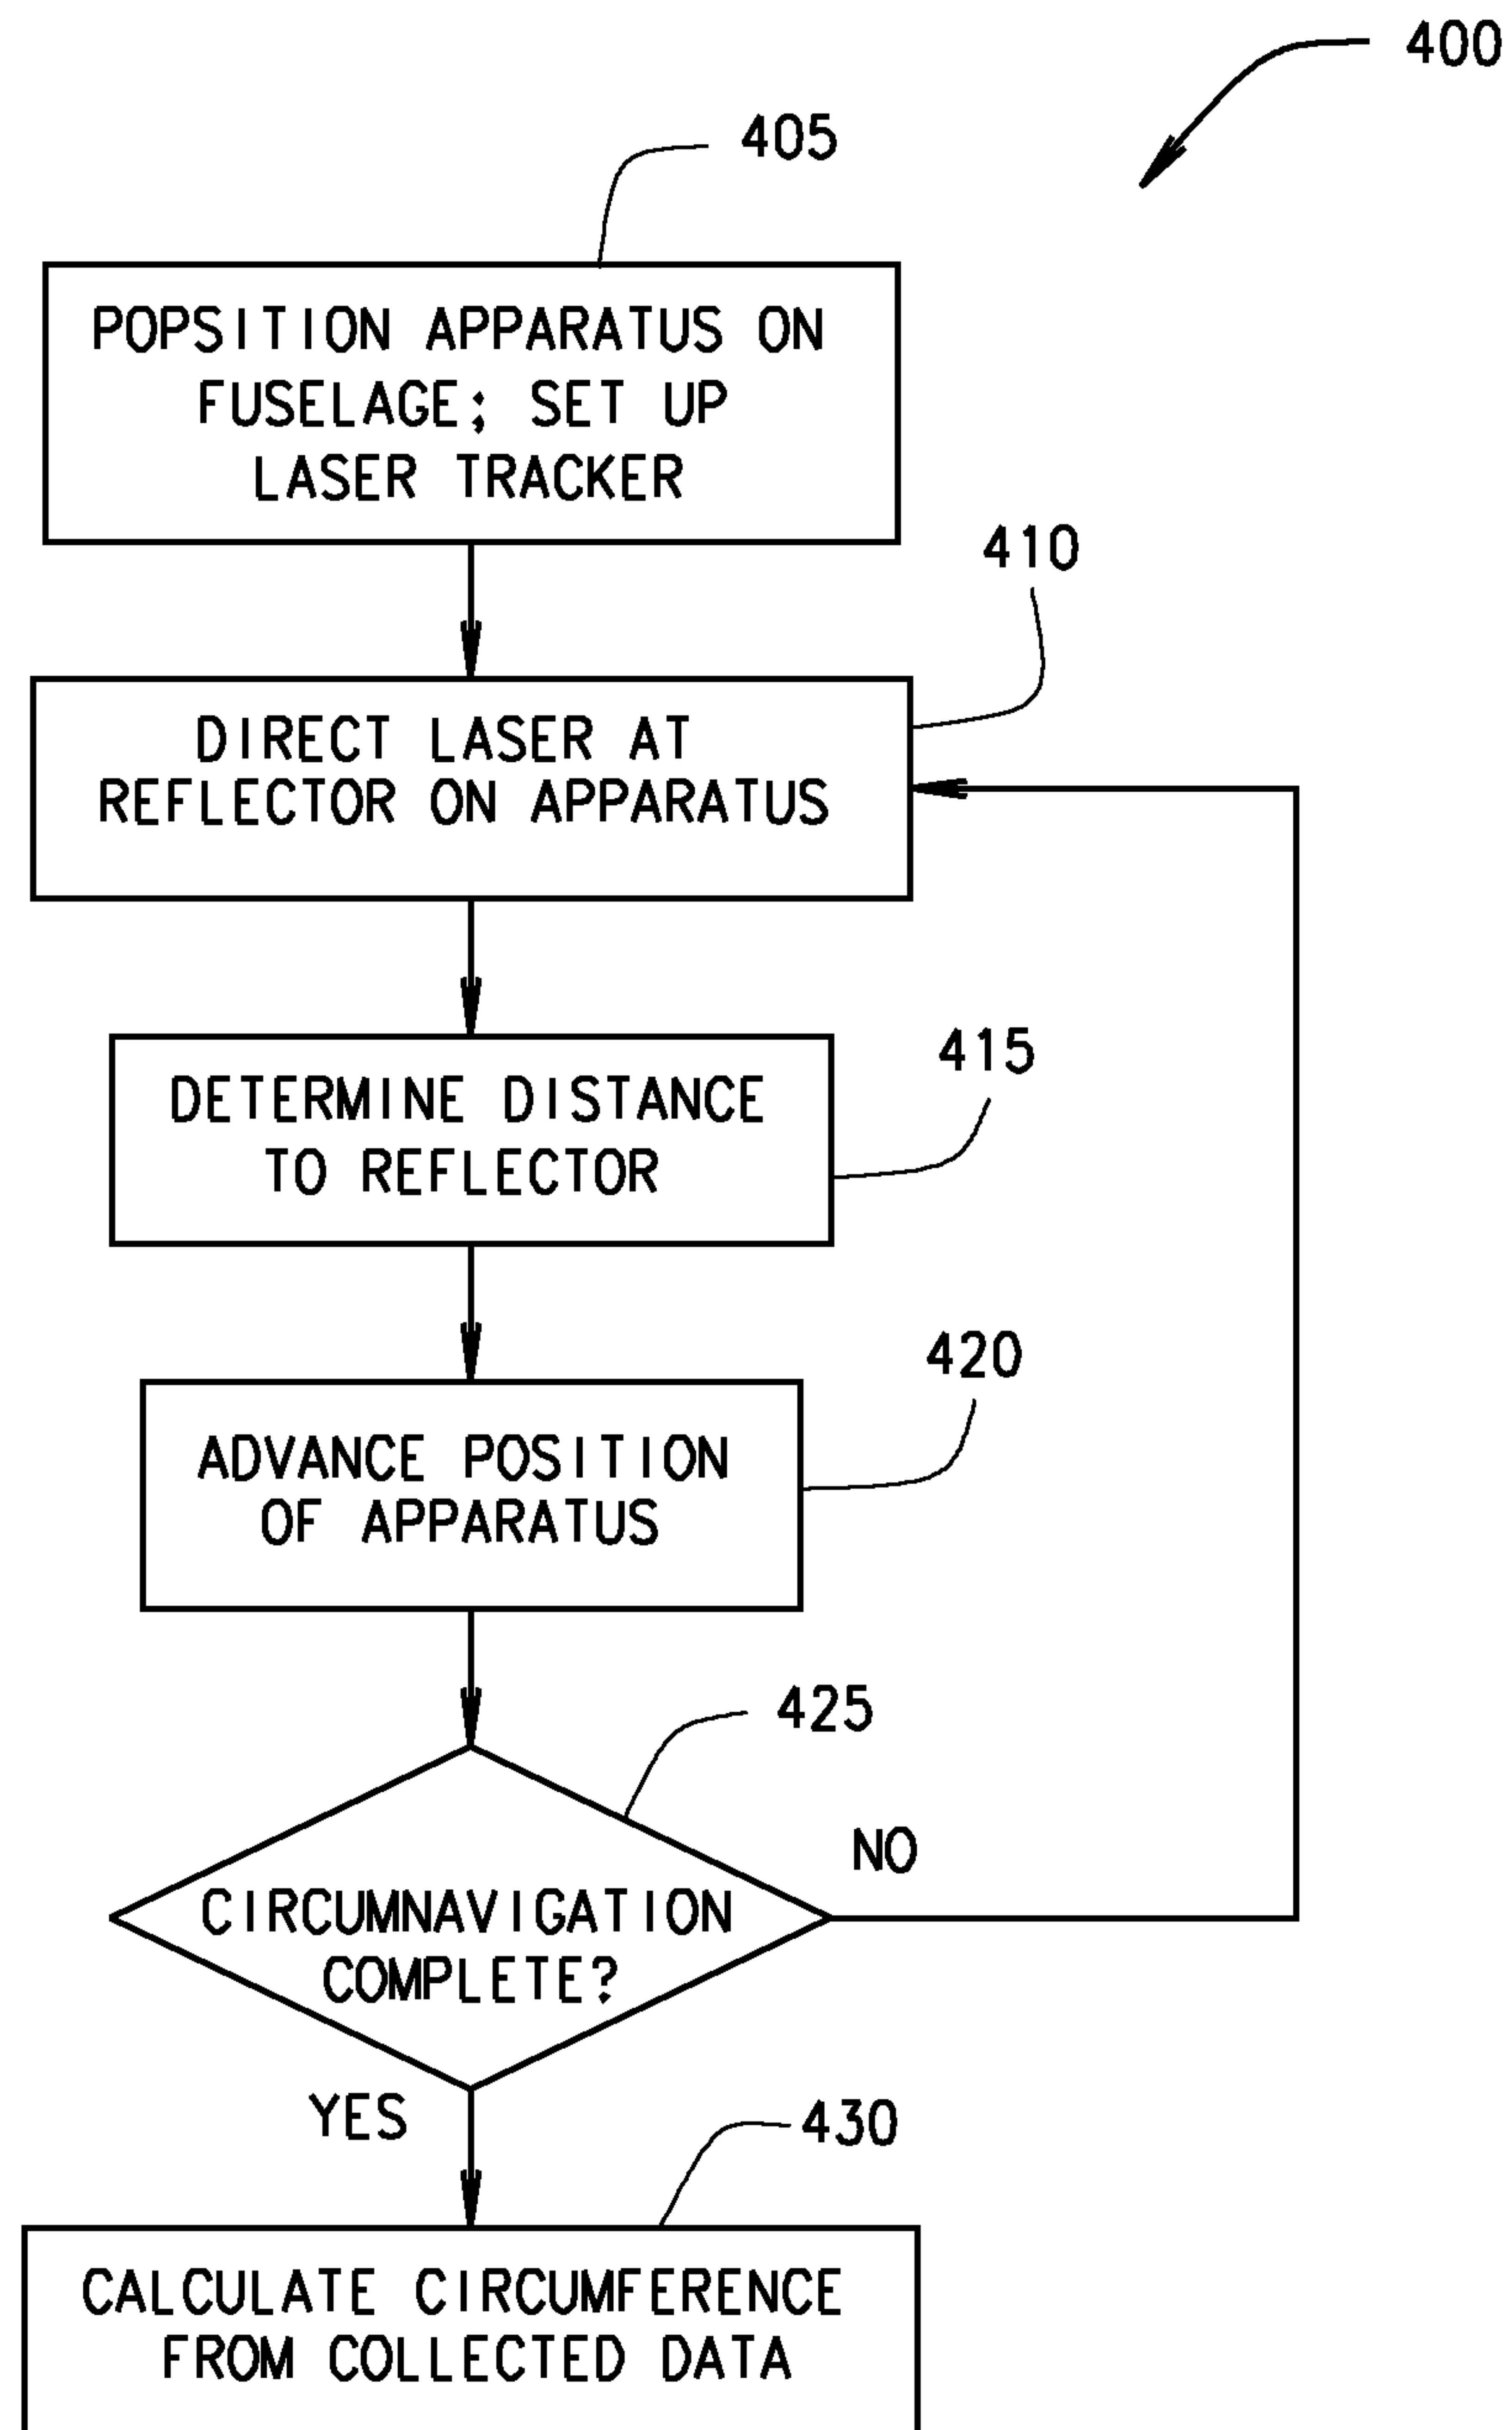 400
405
POPSITION APPARATUS ON
FUSELAGE; SET UP
LASER TRACKER
410
DIRECT LASER AT
REFLECTOR ON APPARATUS
415
DETERMINE DISTANCE
TO REFLECTOR
420
ADVANCE POSITION
OF APPARATUS
425
CIRCUMNAVIGATION
COMPLETE?
NO
YES
430
CALCULATE CIRCUMFERENCE
FROM COLLECTED DATA